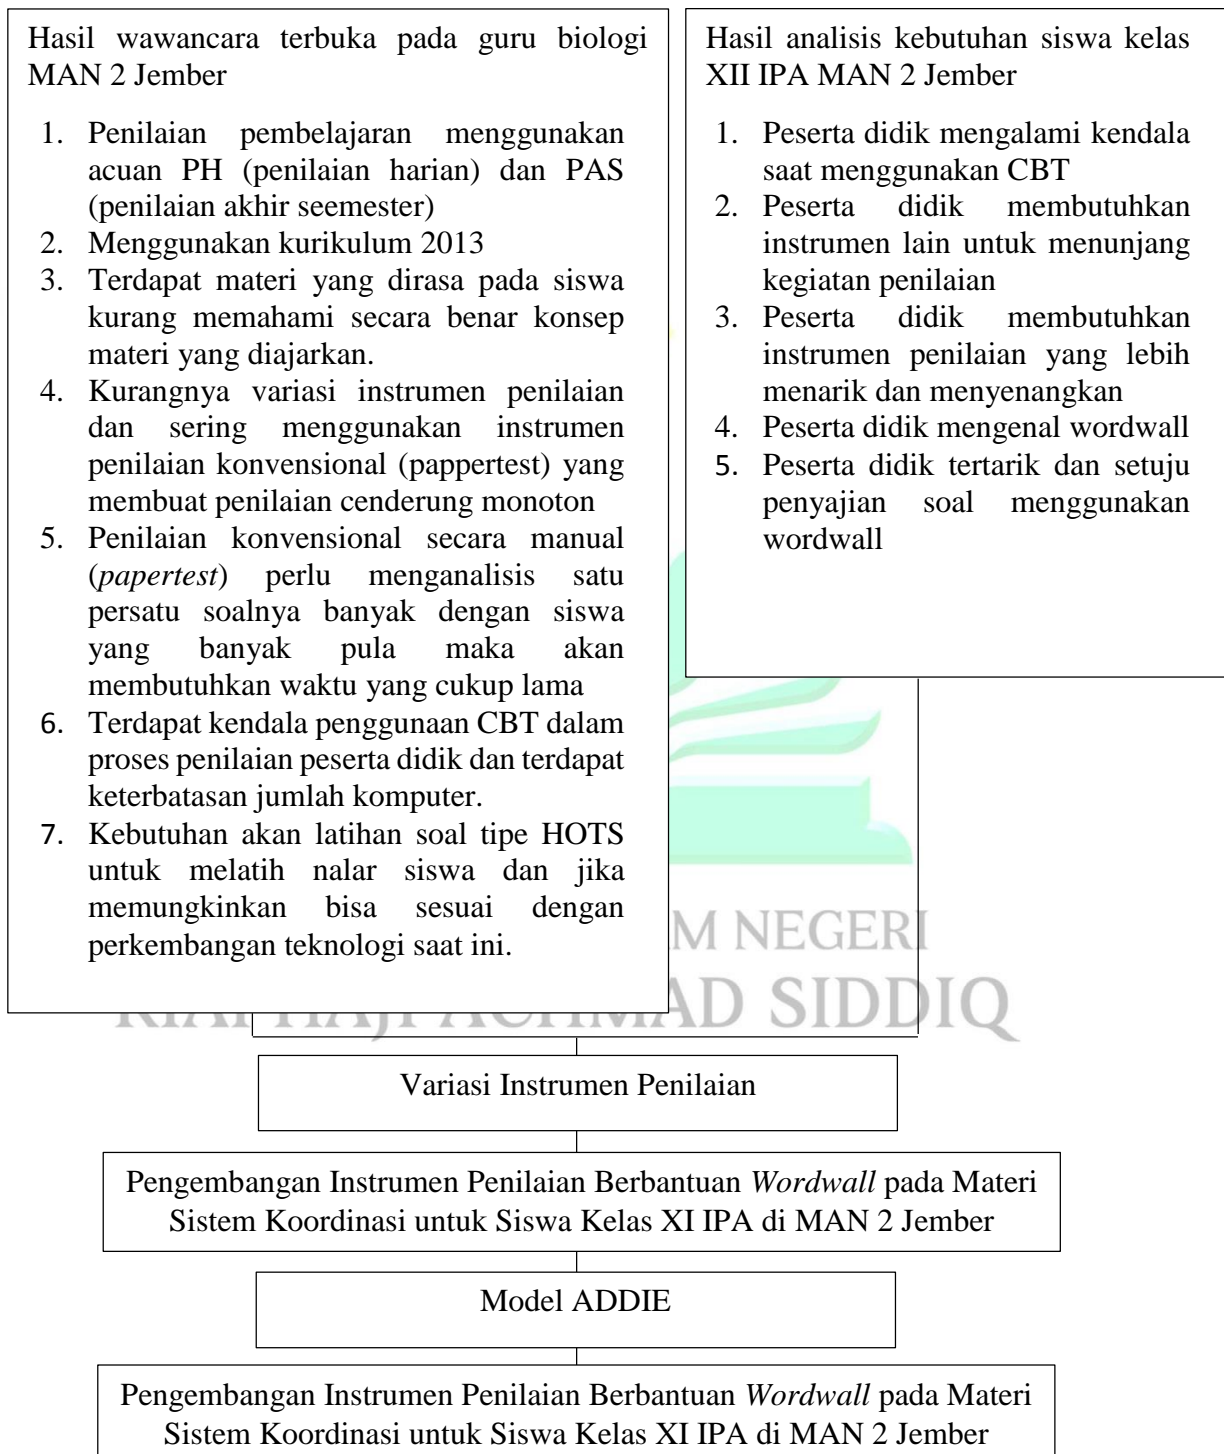 Hasil wawancara terbuka pada guru biologi
MAN 2 Jember
1. Penilaian pembelajaran menggunakan
acuan PH (penilaian harian) dan PAS
(penilaian akhir seemester)
2. Menggunakan kurikulum 2013
3. Terdapat materi yang dirasa pada siswa
kurang memahami secara benar konsep
materi yang diajarkan.
4. Kurangnya variasi instrumen penilaian
dan sering menggunakan instrumen
penilaian konvensional (pappertest) yang
membuat penilaian cenderung monoton
5. Penilaian konvensional secara manual
(papertest) perlu menganalisis satu
persatu soalnya banyak dengan siswa
yang banyak pula maka akan
membutuhkan waktu yang cukup lama
6. Terdapat kendala penggunaan CBT dalam
proses penilaian peserta didik dan terdapat
keterbatasan jumlah komputer.
7. Kebutuhan akan latihan soal tipe HOTS
untuk melatih nalar siswa dan jika
memungkinkan bisa sesuai dengan
perkembangan teknologi saat ini.
Hasil analisis kebutuhan siswa kelas
XII IPA MAN 2 Jember
1. Peserta didik mengalami kendala
saat menggunakan CBT
2. Peserta didik membutuhkan
instrumen lain untuk menunjang
kegiatan penilaian
3. Peserta didik membutuhkan
instrumen penilaian yang lebih
menarik dan menyenangkan
4. Peserta didik mengenal wordwall
5. Peserta didik tertarik dan setuju
penyajian soal menggunakan
wordwall
M NEGERI
KIAI HAJI ACHMAD SIDDIQ
Variasi Instrumen Penilaian
Pengembangan Instrumen Penilaian Berbantuan Wordwall pada Materi
Sistem Koordinasi untuk Siswa Kelas XI IPA di MAN 2 Jember
Model ADDIE
Pengembangan Instrumen Penilaian Berbantuan Wordwall pada Materi
Sistem Koordinasi untuk Siswa Kelas XI IPA di MAN 2 Jember